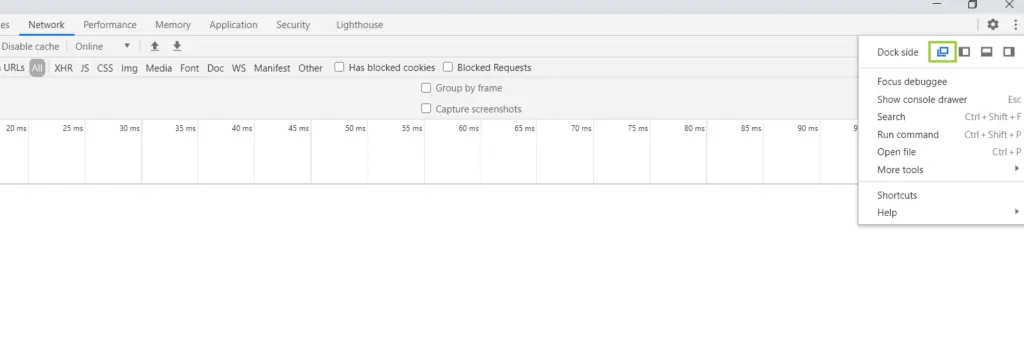 es Network Performance Memory Application Security Lighthouse
Disable cache Online
URLs All XHR JS CSS Img Media Font Doc WS Manifest Other Has blocked cookies Blocked Requests
Group by frame
Capture screenshots
20 ms 25 ms 30 ms 35 ms 40 ms 45 ms 50 ms 55 ms 60 ms 65 ms 70 ms 75 ms 80 ms 85 ms 90 ms
Dock side
Focus debuggee
Show console drawer Esc
Search Ctrl + Shift + F
Run command Ctrl + Shift + P
Open file Ctrl + P
More tools
Shortcuts
Help